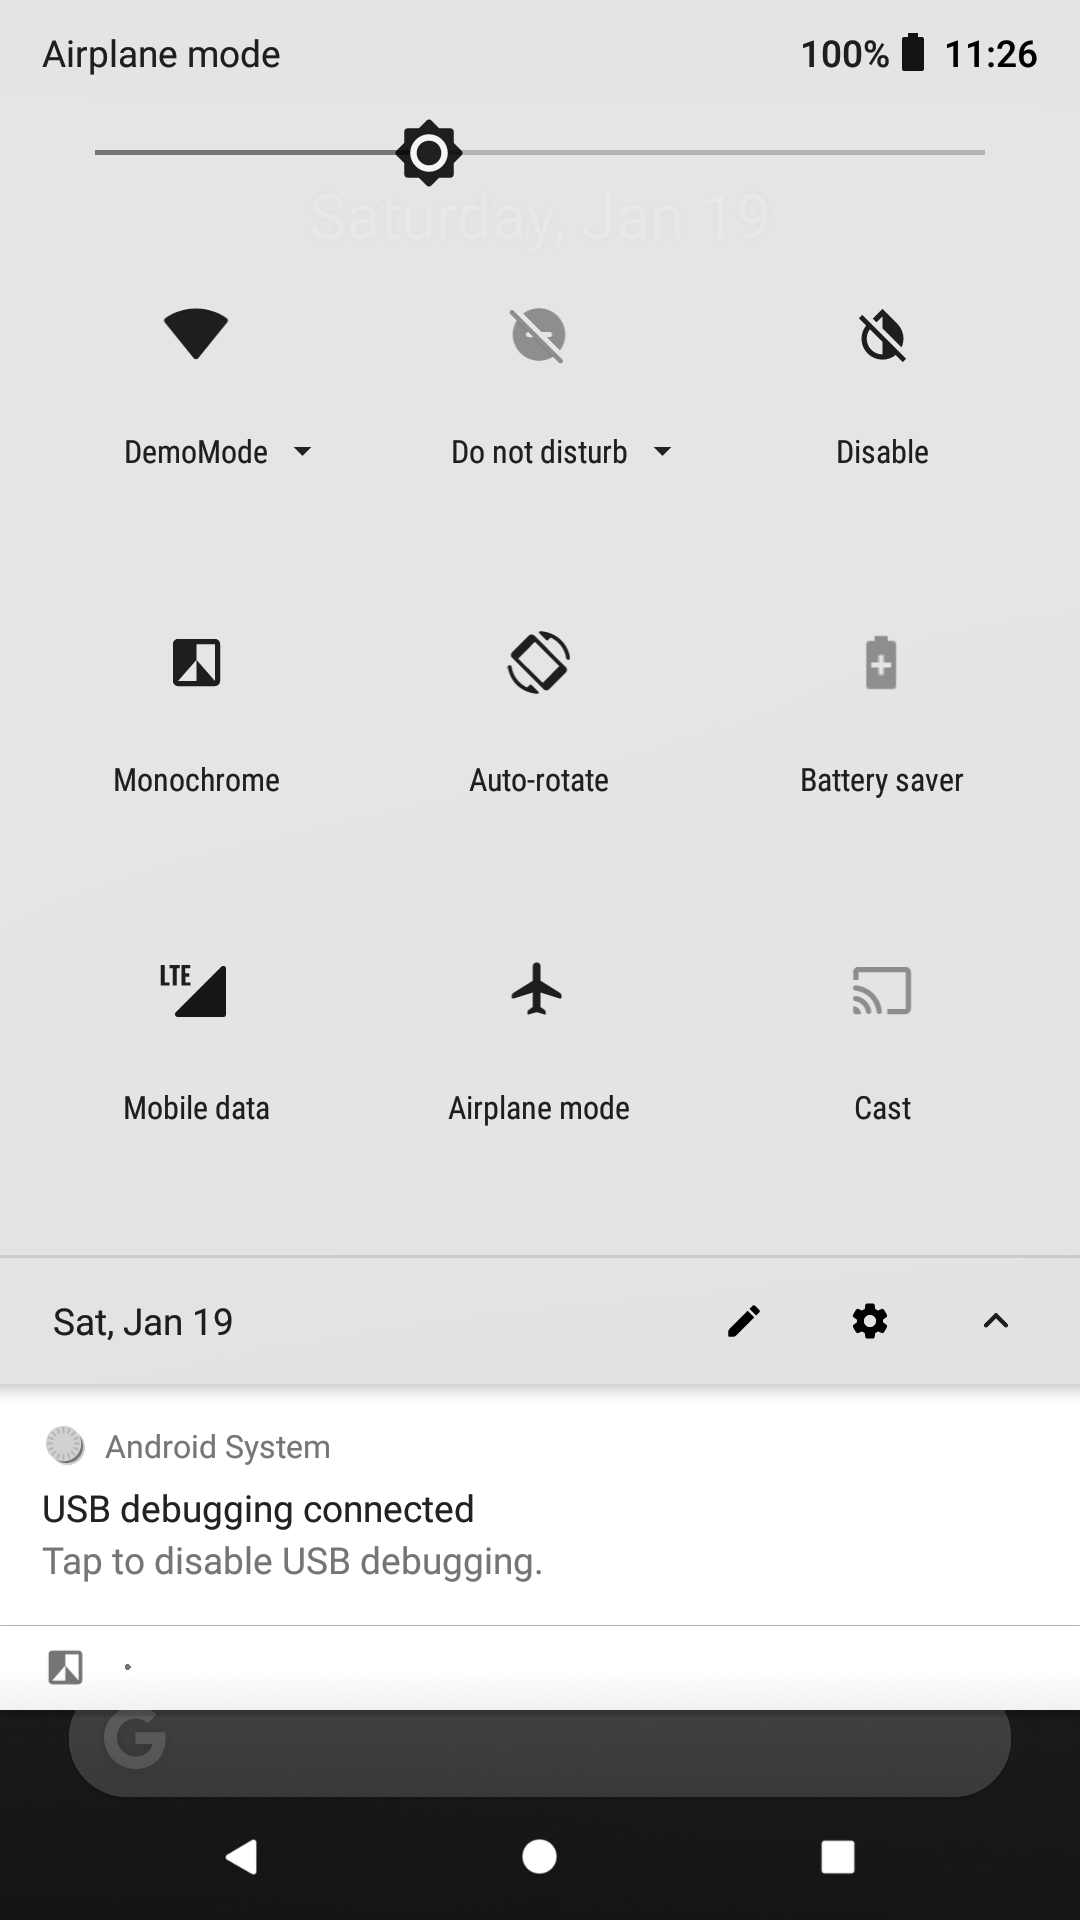 Airplane mode 100% 11:26
Saturday, Jan 19
DemoMode Do not disturb Disable
Monochrome Auto-rotate Battery saver
LTE
Mobile data Airplane mode Cast
Sat, Jan 19
Android System
USB debugging connected
Tap to disable USB debugging.
G